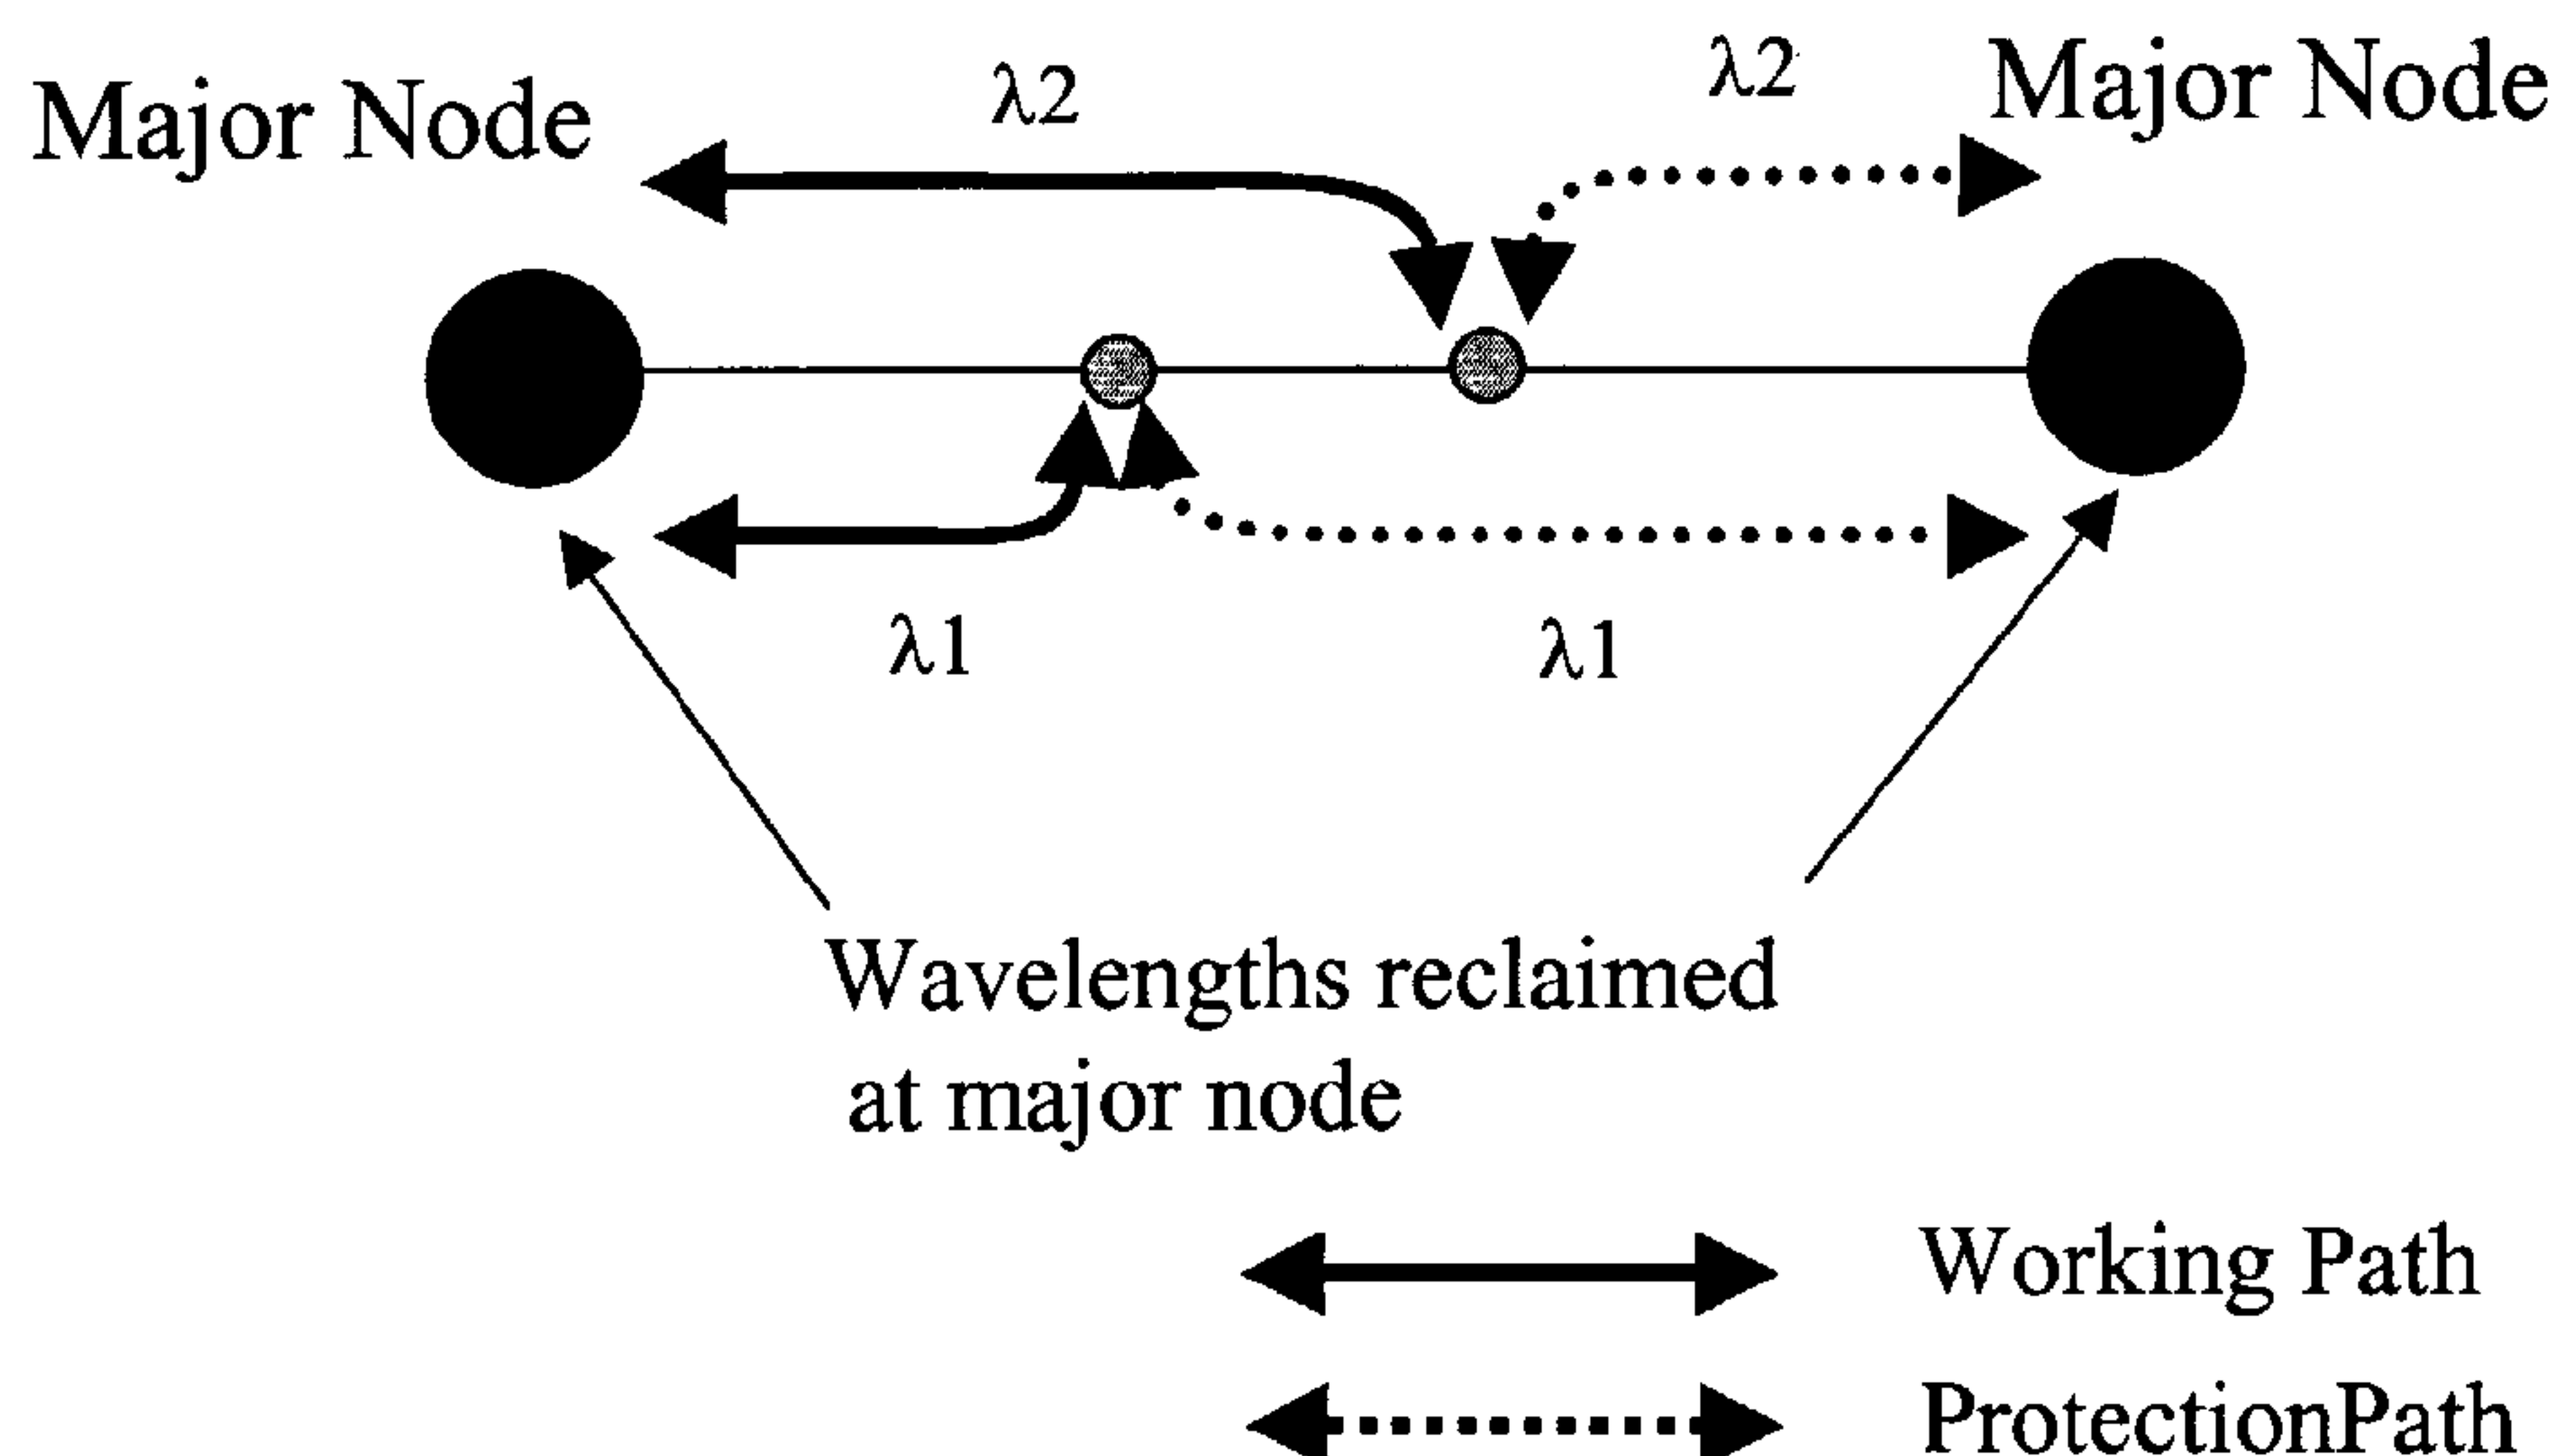 Major Node
λ2
λ2
Major Node
λ1
λ1
Wavelengths reclaimed
at major node
Working Path
ProtectionPath